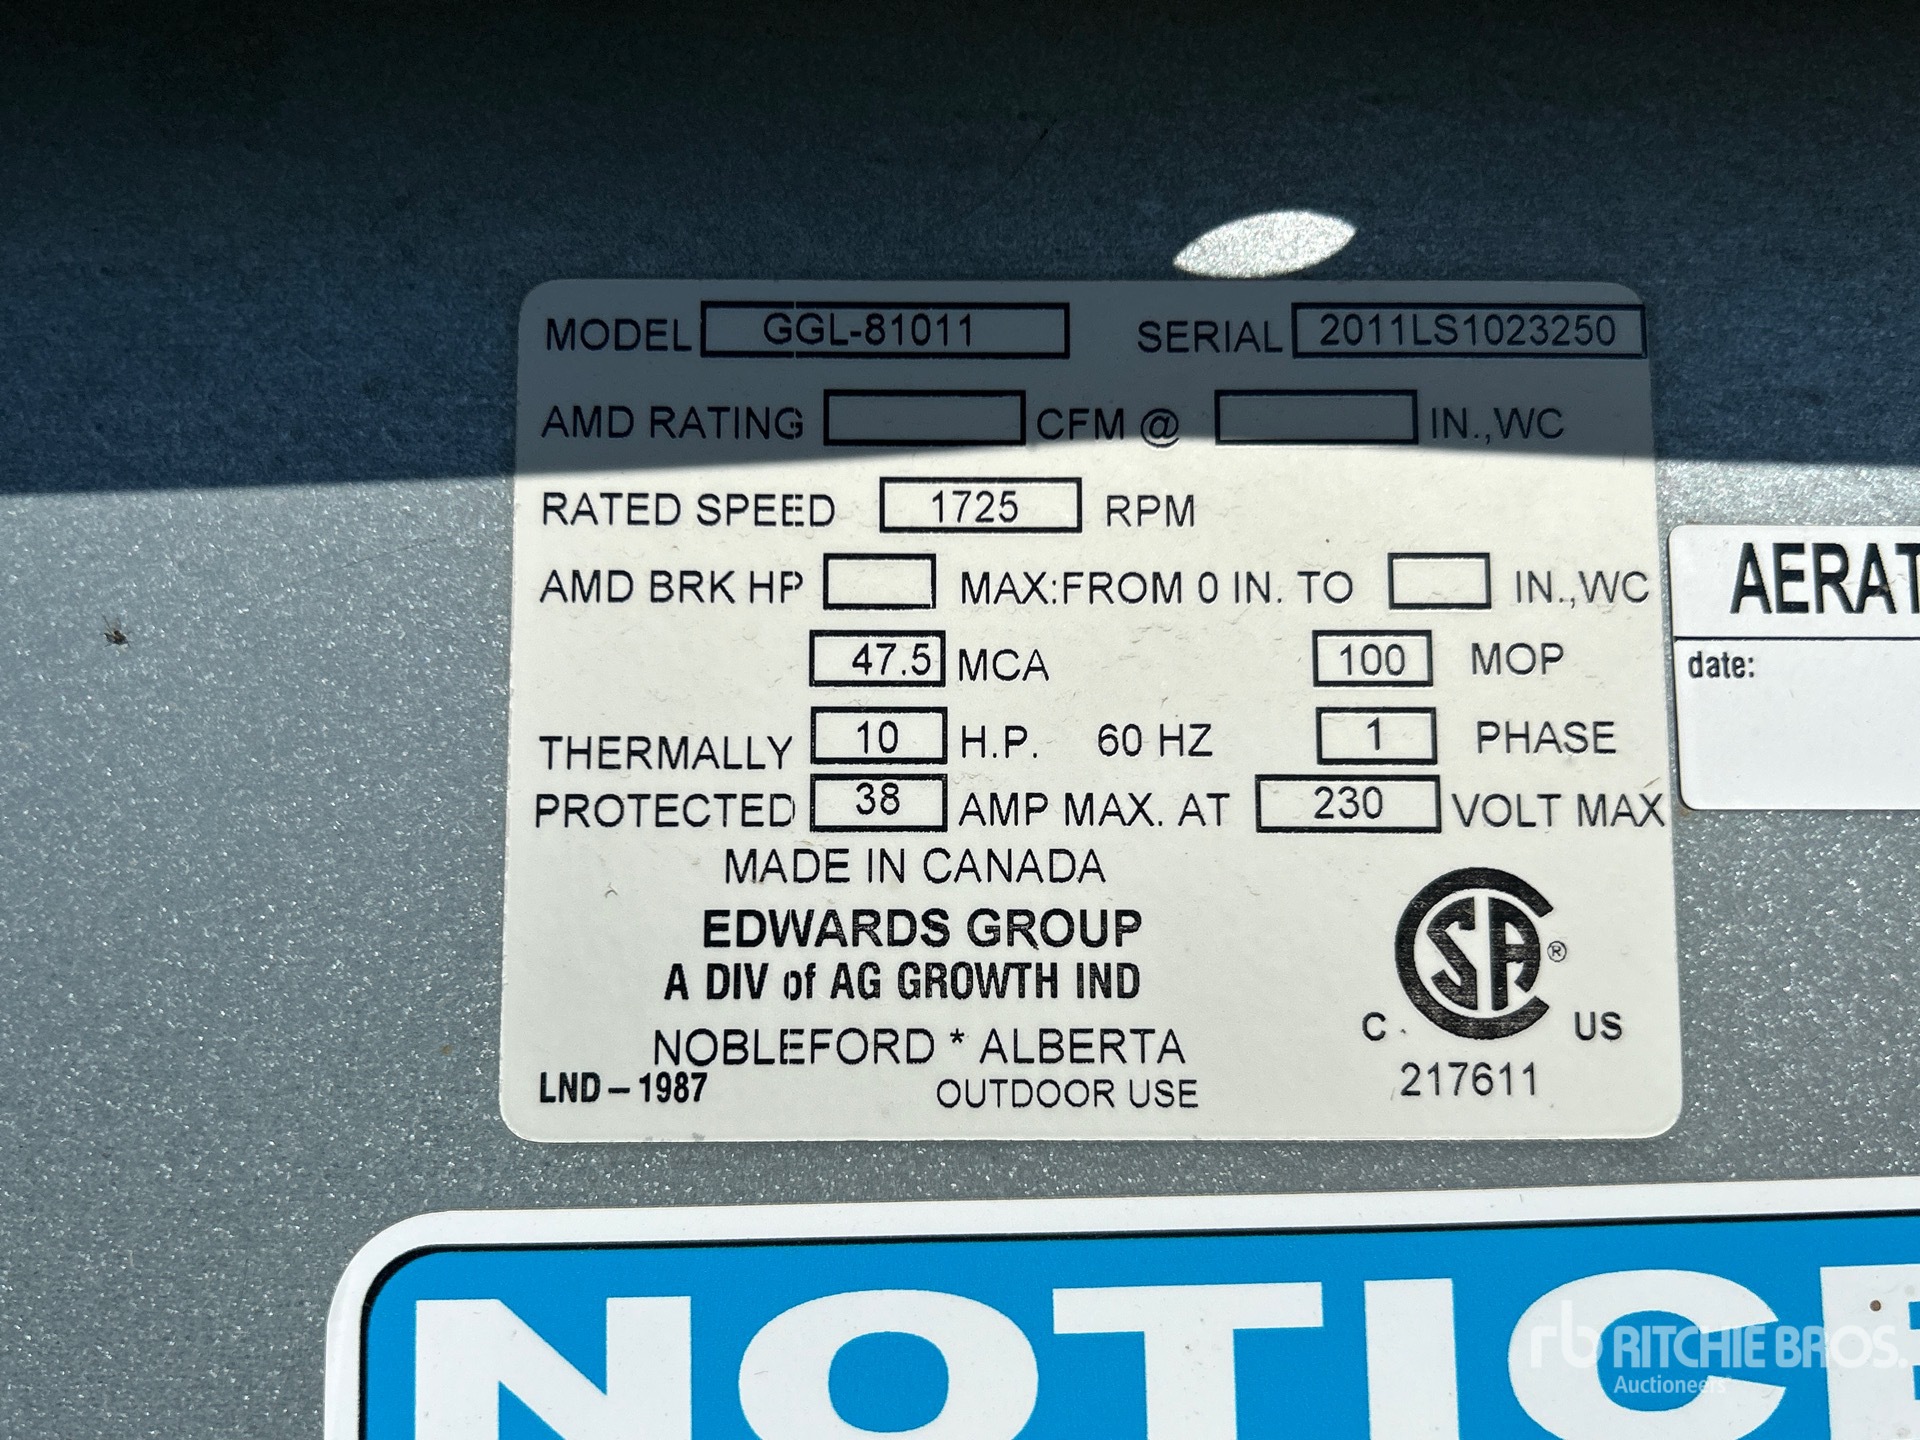 MODEL GGL-81011 SERIAL 2011LS1023250
AMD RATING CFM @ IN.,WC
RATED SPEED 1725 RPM
AMD BRK HP MAX:FROM 0 IN. TO IN.,WC
47.5 MCA 100 MOP
THERMALLY 10 H.P. 60 HZ 1 PHASE
PROTECTED 38 AMP MAX. AT 230 VOLT MAX
MADE IN CANADA
EDWARDS GROUP
A DIV of AG GROWTH IND
NOBLEFORD * ALBERTA
LND – 1987 OUTDOOR USE
CSA ®
C US
217611
AERAT
date:
NOTICE
rb RITCHIE BROS.
Auctioneers